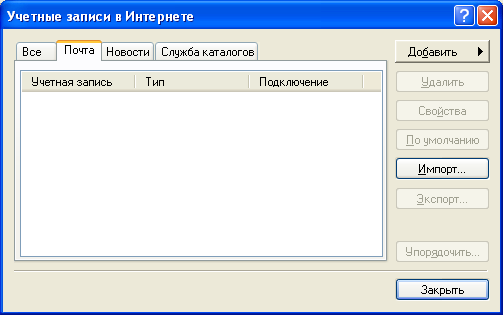 Учетные записи в Интернете
Все Почта Новости Служба каталогов
Учетная запись Тип Подключение
Добавить
Удалить
Свойства
По умолчанию
Импорт...
Экспорт...
Упорядочить...
Закрыть